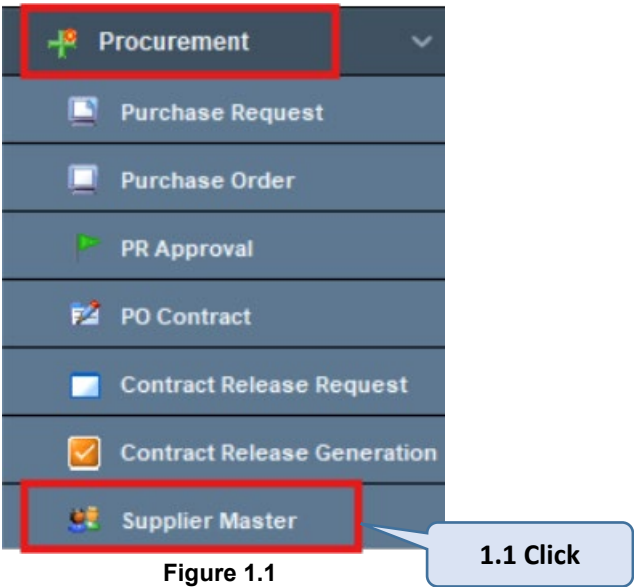 Procurement
Purchase Request
Purchase Order
PR Approval
PO Contract
Contract Release Request
Contract Release Generation
Supplier Master
1.1 Click
Figure 1.1